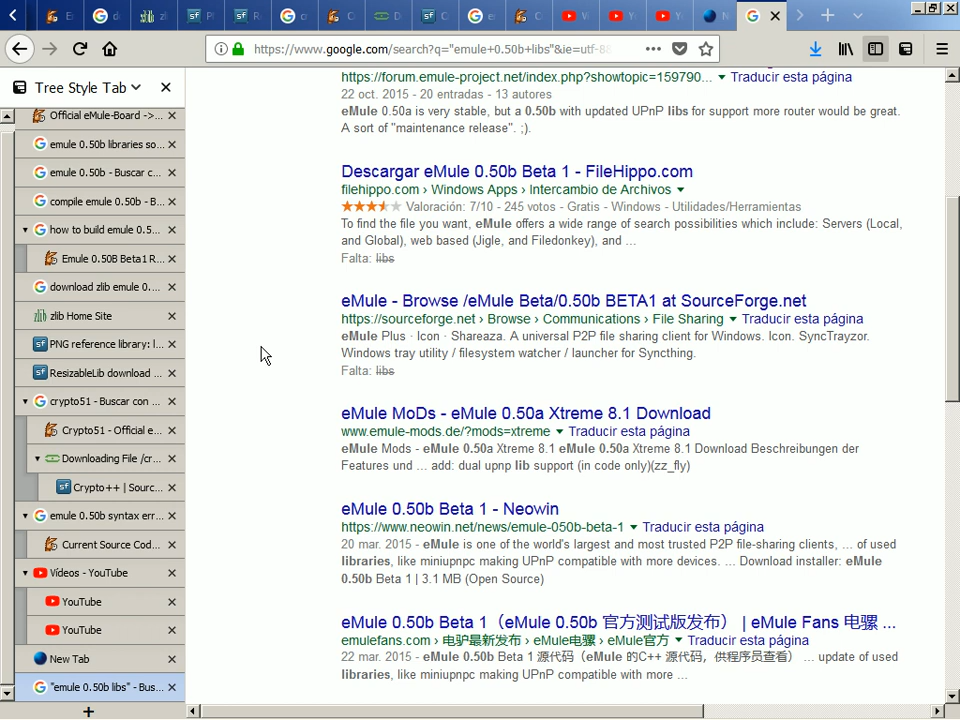 https://www.google.com/search?q="emule+0.50b+libs"&ie=utf-8
Tree Style Tab
Official eMule-Board ->...
emule 0.50b libraries so...
emule 0.50b - Buscar c...
compile emule 0.50b - B...
how to build emule 0.5...
Emule 0.50B Beta1 R...
download zlib emule 0....
zlib Home Site
PNG reference library: l...
ResizableLib download ...
crypto51 - Buscar con ...
Crypto51 - Official e...
Downloading File /cr...
Crypto++ | Sourc...
emule 0.50b syntax err...
Current Source Cod...
Vídeos - YouTube
YouTube
YouTube
New Tab
"emule 0.50b libs" - Bus...
https://forum.emule-project.net/index.php?showtopic=159790... Traducir esta página
22 oct. 2015 - 20 entradas - 13 autores
eMule 0.50a is very stable, but a 0.50b with updated UPnP libs for support more router would be great.
A sort of "maintenance release". ;).
Descargar eMule 0.50b Beta 1 - FileHippo.com
filehippo.com › Windows Apps › Intercambio de Archivos
Valoración: 7/10 - 245 votos - Gratis - Windows - Utilidades/Herramientas
To find the file you want, eMule offers a wide range of search possibilities which include: Servers (Local,
and Global), web based (Jigle, and Filedonkey), and ...
Falta: libs
eMule - Browse /eMule Beta/0.50b BETA1 at SourceForge.net
https://sourceforge.net › Browse › Communications › File Sharing Traducir esta página
eMule Plus · Icon · Shareaza. A universal P2P file sharing client for Windows. Icon. SyncTrayzor.
Windows tray utility / filesystem watcher / launcher for Syncthing.
Falta: libs
eMule MoDs - eMule 0.50a Xtreme 8.1 Download
www.emule-mods.de/?mods=xtreme Traducir esta página
eMule Mods - eMule 0.50a Xtreme 8.1 eMule 0.50a Xtreme 8.1 Download Beschreibungen der
Features und ... add: dual upnp lib support (in code only)(zz_fly)
eMule 0.50b Beta 1 - Neowin
https://www.neowin.net/news/emule-050b-beta-1 Traducir esta página
20 mar. 2015 - eMule is one of the world's largest and most trusted P2P file-sharing clients, ... of used
libraries, like miniupnpc making UPnP compatible with more devices. ... Download installer: eMule
0.50b Beta 1 | 3.1 MB (Open Source)
eMule 0.50b Beta 1（eMule 0.50b 官方测试版发布） | eMule Fans 电骡 ...
emulefans.com › 电驴最新发布 › eMule电骡 › eMule官方 Traducir esta página
22 mar. 2015 - eMule 0.50b Beta 1 源代码（eMule 的C++ 源代码，供程序员查看） ... update of used
libraries, like miniupnpc making UPnP compatible with more ...